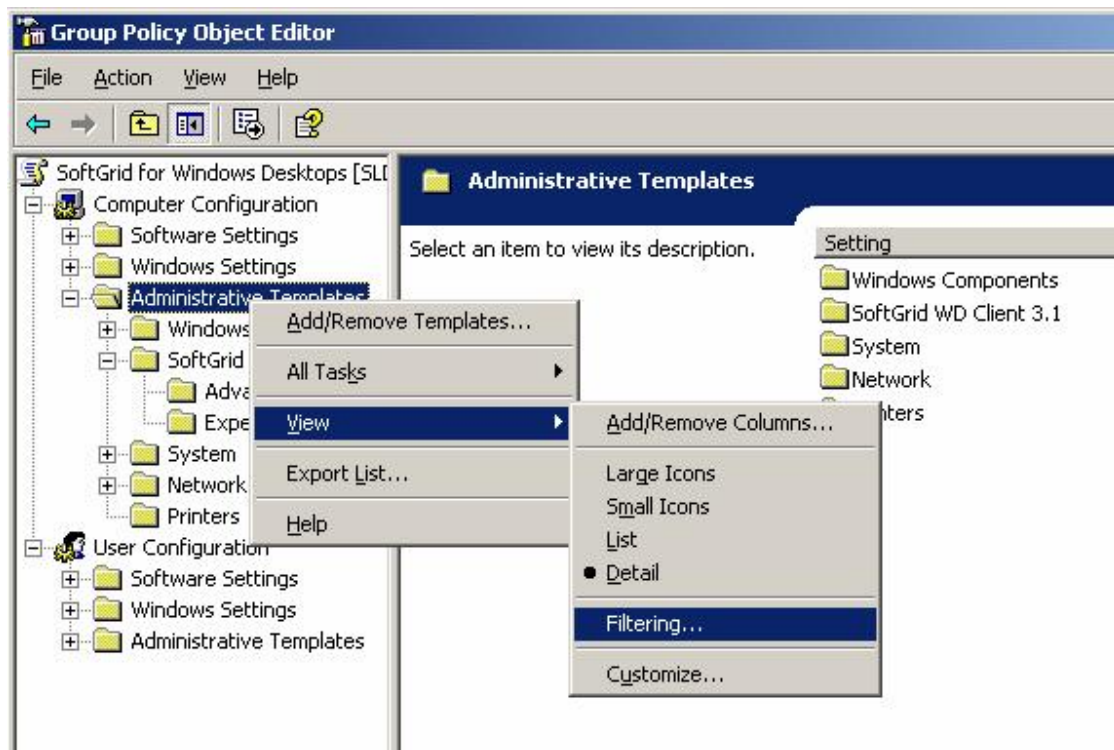 Group Policy Object Editor
File Action View Help
SoftGrid for Windows Desktops [SLD
Computer Configuration
Software Settings
Windows Settings
Administrative Templates
Windows
SoftGrid
Adva
Expe
System
Network
Printers
User Configuration
Software Settings
Windows Settings
Administrative Templates
Add/Remove Templates...
All Tasks
View
Export List...
Help
Add/Remove Columns...
Large Icons
Small Icons
List
Detail
Filtering...
Customize...
Administrative Templates
Select an item to view its description.
Setting
Windows Components
SoftGrid WD Client 3.1
System
Network
nters